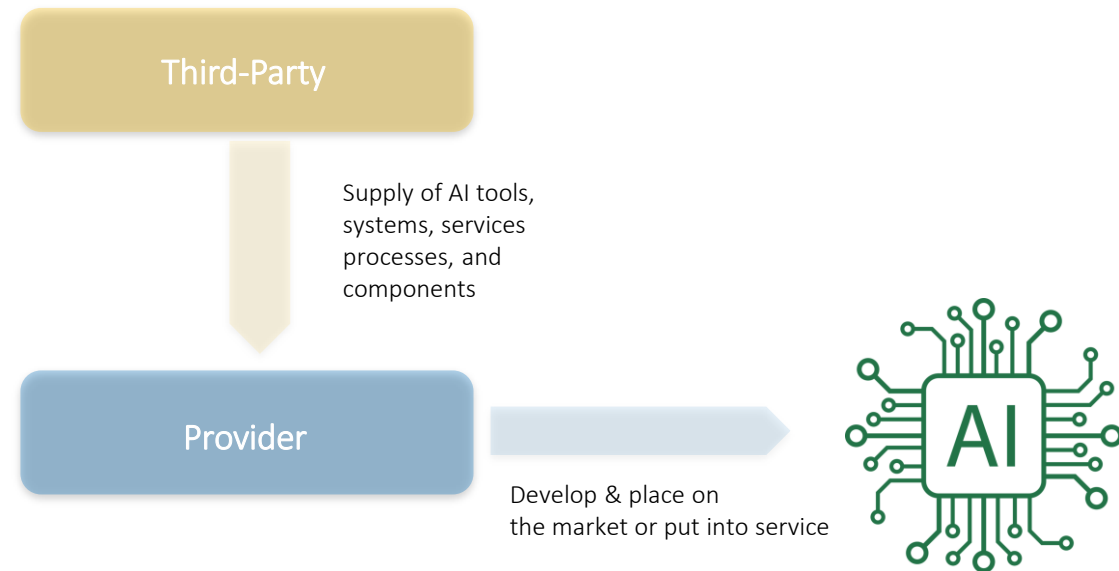 Third-Party
Supply of AI tools,
systems, services
processes, and
components
Provider
Develop & place on
the market or put into service
AI